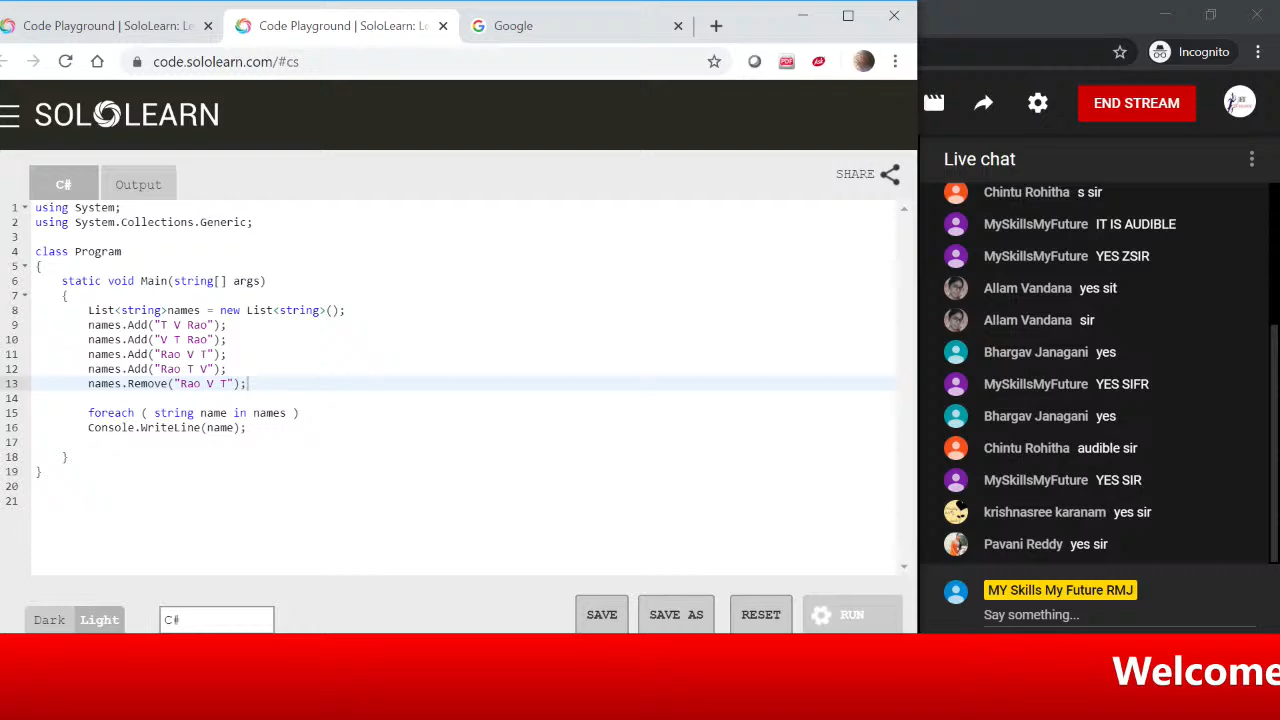 Code Playground | SoloLearn: Le
Code Playground | SoloLearn: Le
Google
code.sololearn.com/#cs
PDF
Ask
Incognito
SOLOLEARN
END STREAM
C#
Output
SHARE
1 using System;
2 using System.Collections.Generic;
3
4 class Program
5 {
6 static void Main(string[] args)
7 {
8 List<string>names = new List<string>();
9 names.Add("T V Rao");
10 names.Add("V T Rao");
11 names.Add("Rao V T");
12 names.Add("Rao T V");
13 names.Remove("Rao V T");
14
15 foreach ( string name in names )
16 Console.WriteLine(name);
17
18 }
19 }
20
21
Dark
Light
C#
SAVE
SAVE AS
RESET
RUN
Live chat
Chintu Rohitha s sir
MySkillsMyFuture IT IS AUDIBLE
MySkillsMyFuture YES ZSIR
Allam Vandana yes sit
Allam Vandana sir
Bhargav Janagani yes
MySkillsMyFuture YES SIFR
Bhargav Janagani yes
Chintu Rohitha audible sir
MySkillsMyFuture YES SIR
krishnasree karanam yes sir
Pavani Reddy yes sir
MY Skills My Future RMJ
Say something...
Welcome